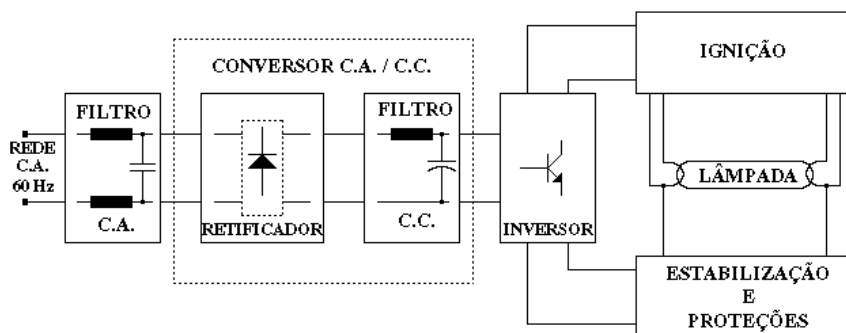 CONVERSOR C.A. / C.C.
IGNIÇÃO
FILTRO
FILTRO
REDE
C.A.
60 Hz
LÂMPADA
C.A.
RETIFICADOR
C.C.
INVERSOR
ESTABILIZAÇÃO
E
PROTEÇÕES